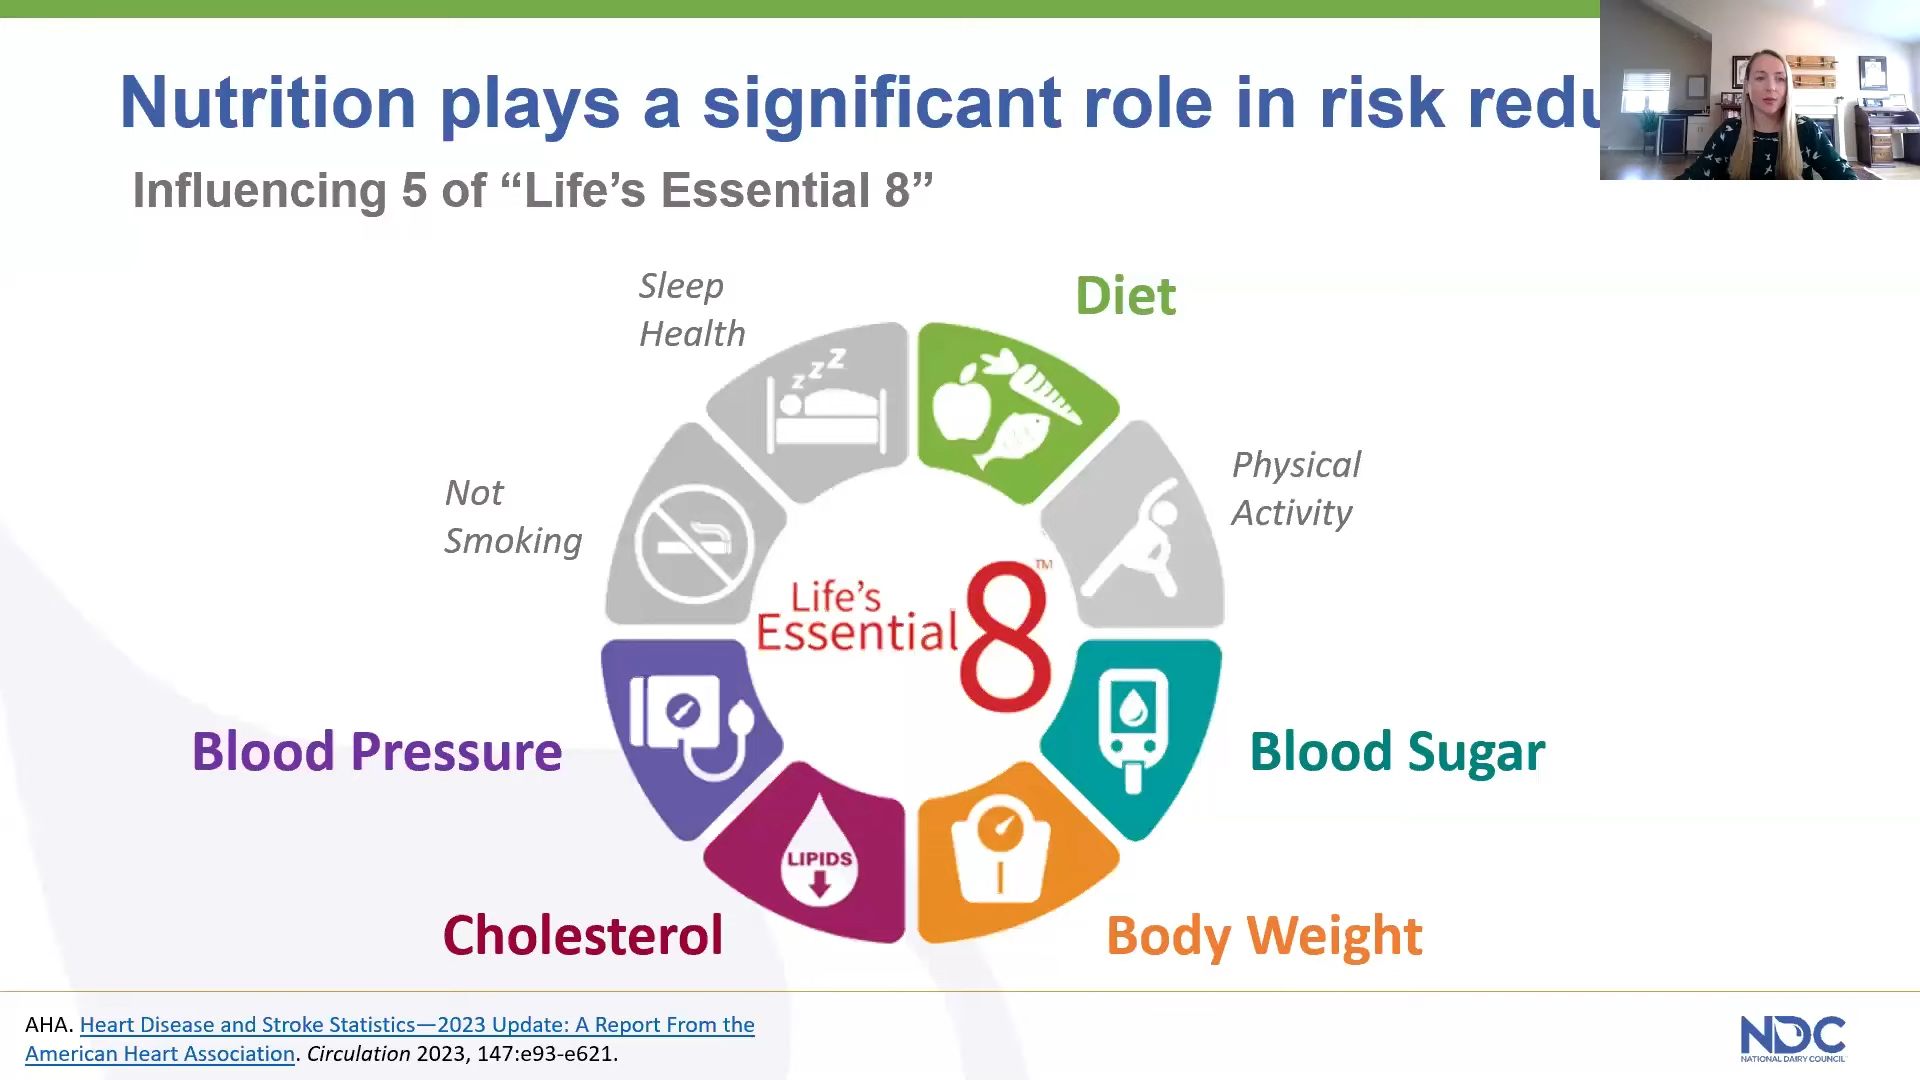 Nutrition plays a significant role in risk redu
Influencing 5 of “Life’s Essential 8”
Sleep
Health
Diet
z z z
Not
Smoking
Physical
Activity
Life’s
Essential 8™
Blood Pressure
Blood Sugar
LIPIDS
Cholesterol
Body Weight
AHA. Heart Disease and Stroke Statistics—2023 Update: A Report From the
American Heart Association. Circulation 2023, 147:e93-e621.
NDC
NATIONAL DAIRY COUNCIL